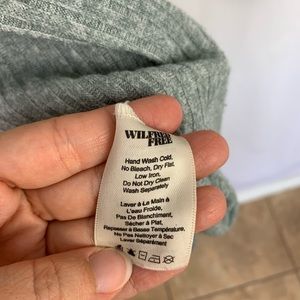 WILFRED
FREE
Hand Wash Cold,
No Bleach, Dry Flat,
Low Iron,
Do Not Dry Clean
Wash Separately
Laver À La Main À
L'eau Froide,
Pas De Blanchiment,
Sécher À Plat,
Repasser À Basse Température,
Ne Pas Nettoyer À Sec
Laver Séparément